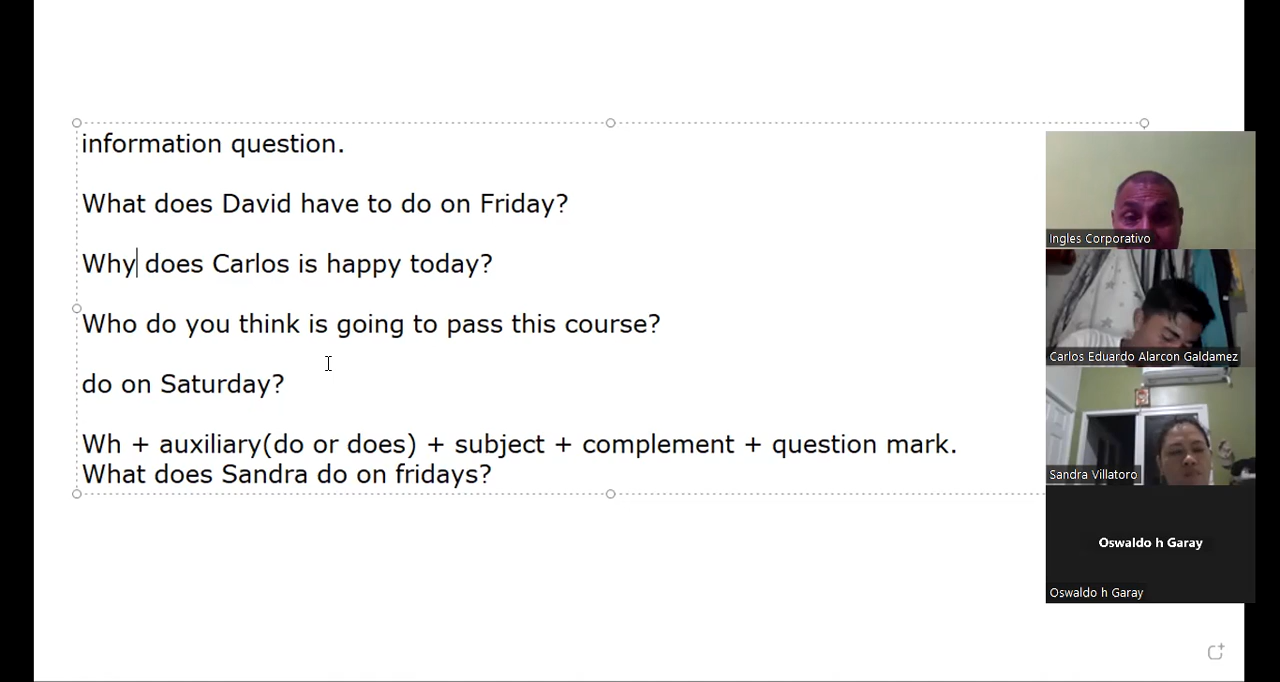 information question.
What does David have to do on Friday?
Why does Carlos is happy today?
Who do you think is going to pass this course?
do on Saturday?
Wh + auxiliary(do or does) + subject + complement + question mark.
What does Sandra do on fridays?
Ingles Corporativo
Carlos Eduardo Alarcon Galdamez
Sandra Villatoro
Oswaldo h Garay
Oswaldo h Garay